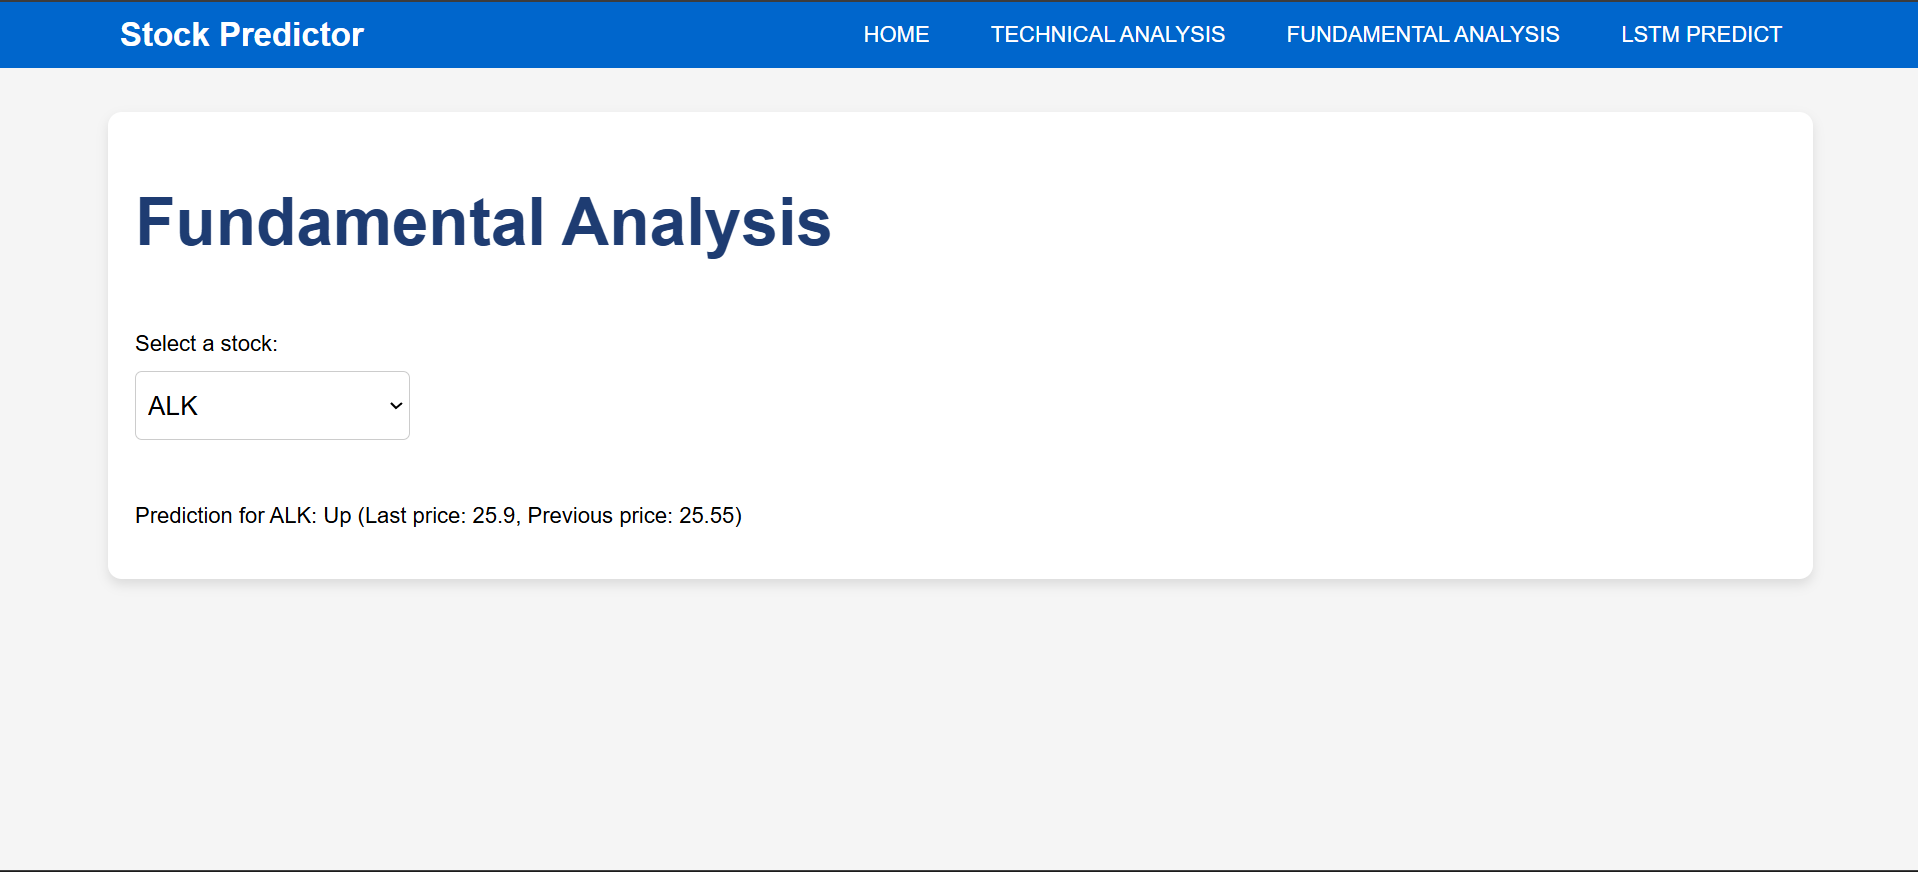 Stock Predictor
HOME TECHNICAL ANALYSIS FUNDAMENTAL ANALYSIS LSTM PREDICT
Fundamental Analysis
Select a stock:
ALK
Prediction for ALK: Up (Last price: 25.9, Previous price: 25.55)